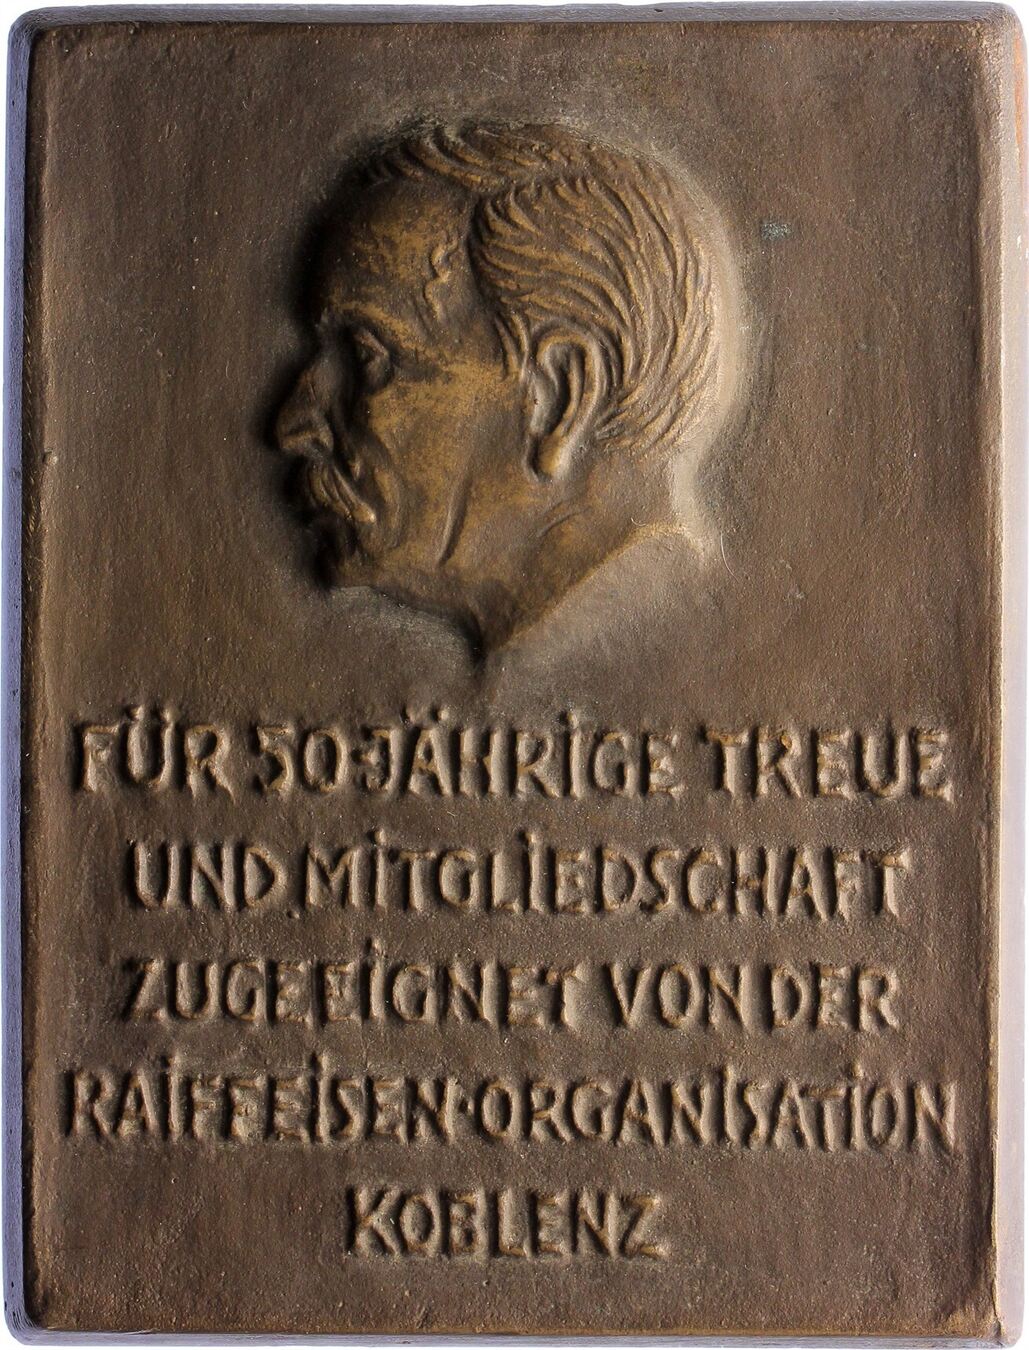 FÜR 50·JÄHRIGE TREUE
UND MITGLIEDSCHAFT
ZUGEEIGNET VON DER
RAIFFEISEN·ORGANISATION
KOBLENZ